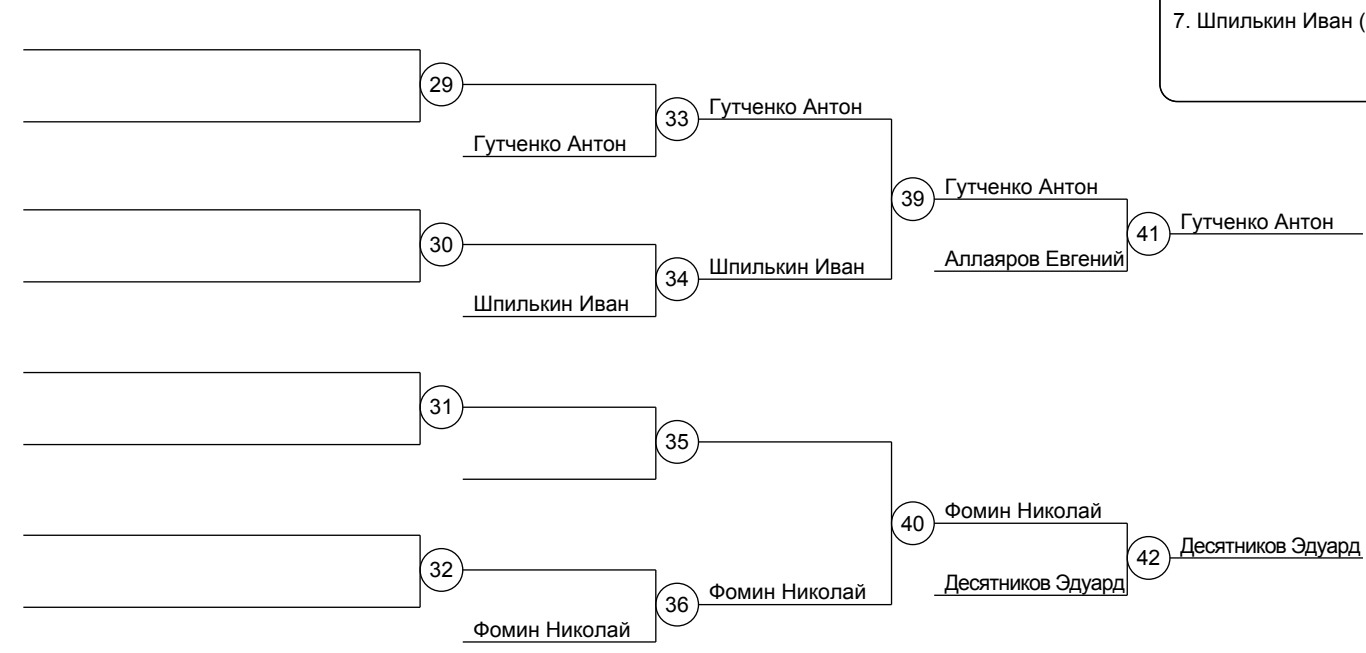 7. Шпилькин Иван (
29
33
Гутченко Антон
Гутченко Антон
39
Гутченко Антон
30
34
Шпилькин Иван
Шпилькин Иван
Аллаяров Евгений
41
Гутченко Антон
31
35
40
Фомин Николай
32
36
Фомин Николай
Фомин Николай
Десятников Эдуард
42
Десятников Эдуард